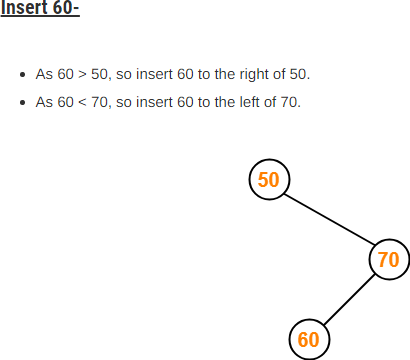 Insert 60-
• As 60 > 50, so insert 60 to the right of 50.
• As 60 < 70, so insert 60 to the left of 70.
50
70
60